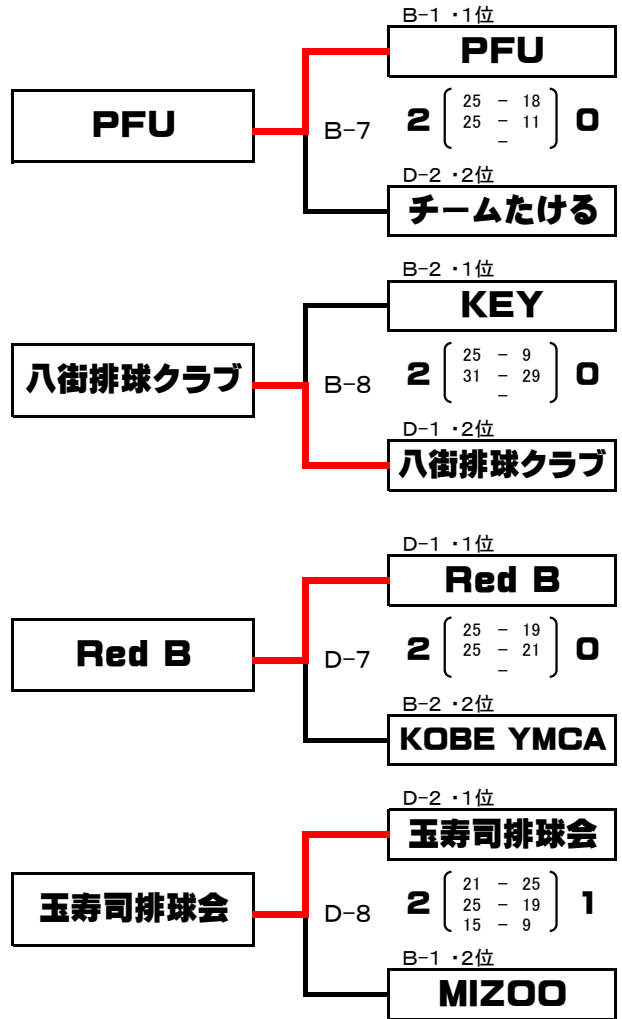 B-1 ・1位
PFU
PFU
B-7
2 25 - 18 0
25 - 11
-
D-2 ・2位
チームたける
B-2 ・1位
KEY
八街排球クラブ
B-8
2 25 - 9 0
31 - 29
-
D-1 ・2位
八街排球クラブ
D-1 ・1位
Red B
Red B
D-7
2 25 - 19 0
25 - 21
-
B-2 ・2位
KOBE YMCA
D-2 ・1位
玉寿司排球会
玉寿司排球会
D-8
2 21 - 25 1
25 - 19
15 - 9
B-1 ・2位
MIZOO